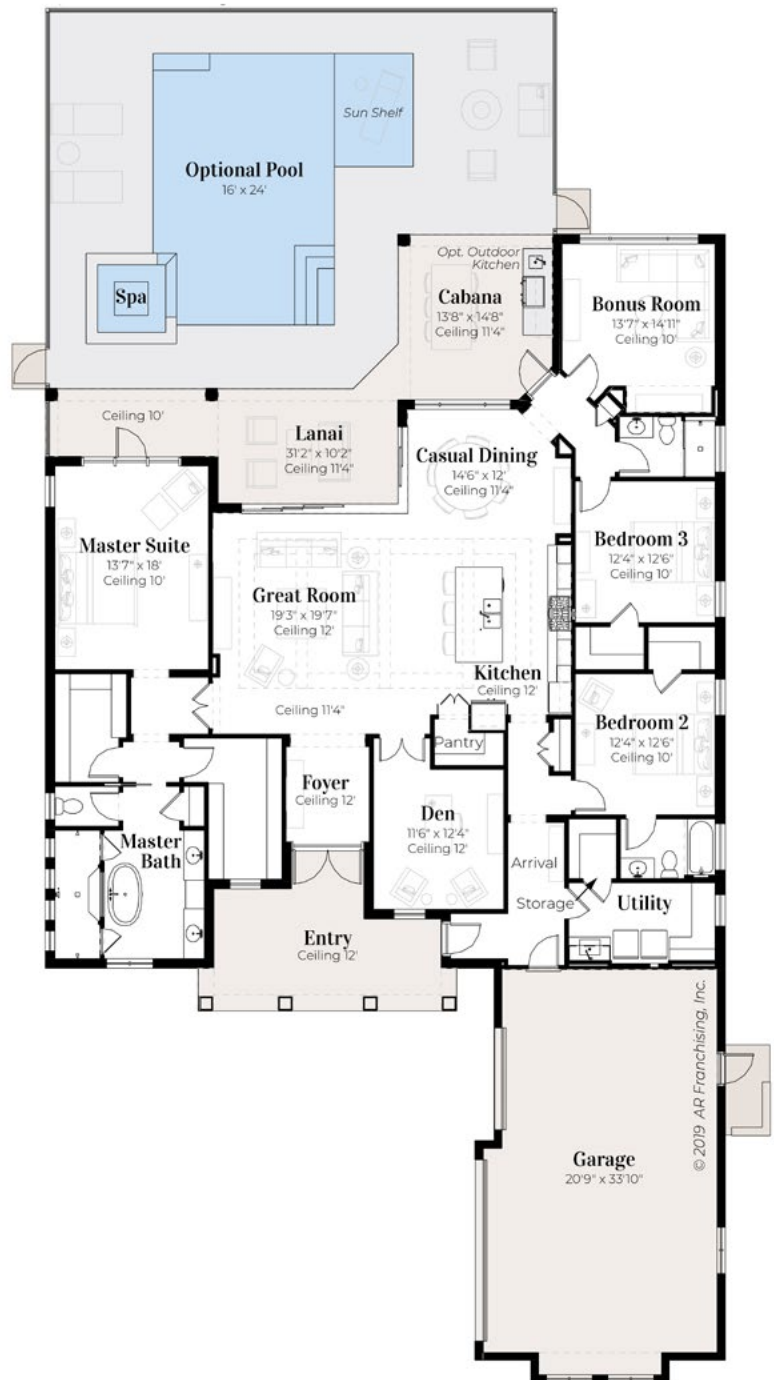 Sun Shelf
Optional Pool
16' x 24'
Spa
Opt. Outdoor
Kitchen
Cabana
13'8" x 14'8"
Ceiling 11'4"
Bonus Room
13'7" x 14'11"
Ceiling 10'
Ceiling 10'
Lanai
31'2" x 10'2"
Ceiling 11'4"
Casual Dining
14'6" x 12'
Ceiling 11'4"
Master Suite
13'7" x 18'
Ceiling 10'
Great Room
19'3" x 19'7"
Ceiling 12'
Bedroom 3
12'4" x 12'6"
Ceiling 10'
Kitchen
Ceiling 12'
Ceiling 11'4"
Pantry
Bedroom 2
12'4" x 12'6"
Ceiling 10'
Foyer
Ceiling 12'
Den
11'6" x 12'4"
Ceiling 12'
Master
Bath
Arrival
Storage
Utility
Entry
Ceiling 12'
Garage
20'9" x 33'10"
© 2019 AR Franchising, Inc.